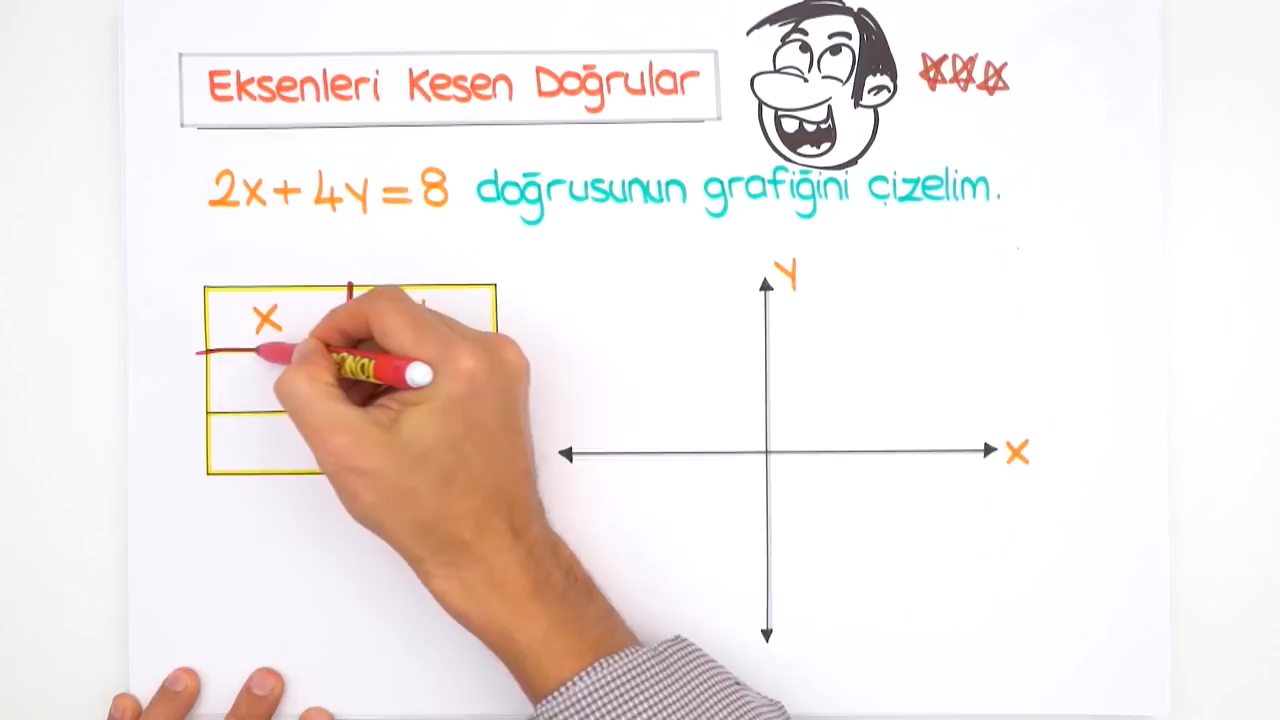 Eksenleri Kesen Doğrular
2x + 4y = 8 doğrusunun grafiğini çizelim.
x
y
x